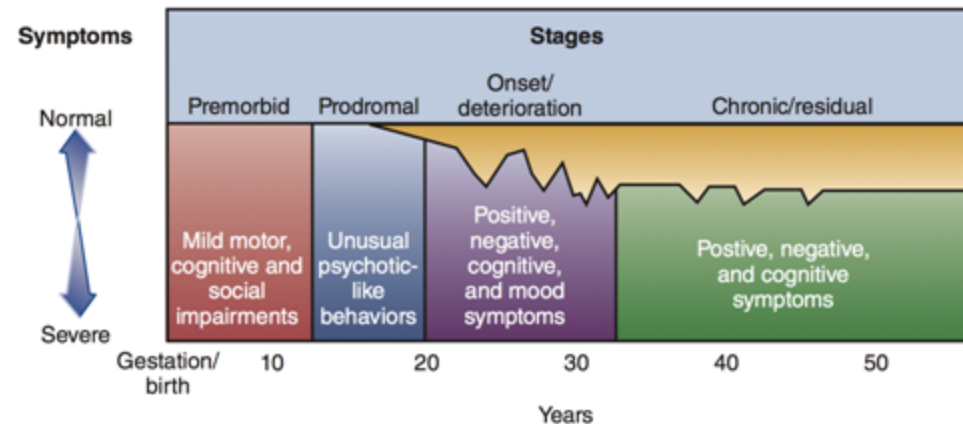 Symptoms
Stages
Premorbid
Prodromal
Onset/
deterioration
Chronic/residual
Normal
Severe
Mild motor,
cognitive and
social
impairments
Unusual
psychotic-
like
behaviors
Positive,
negative,
cognitive,
and mood
symptoms
Postive, negative,
and cognitive
symptoms
Gestation/
birth
10
20
30
40
50
Years